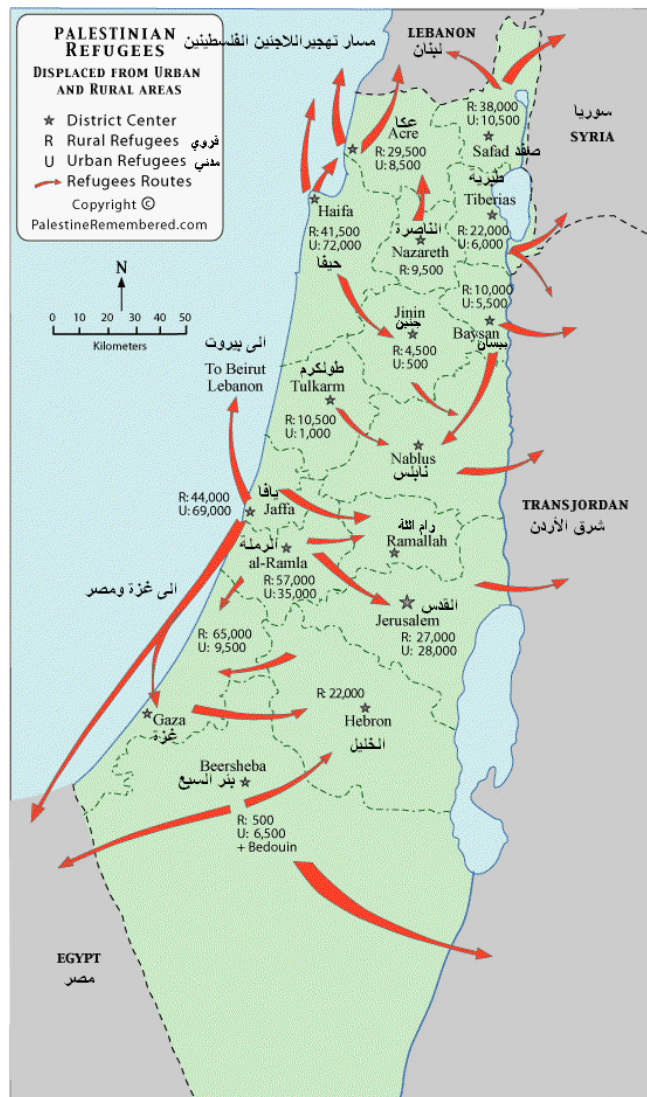 PALESTINIAN
REFUGEES
DISPLACED FROM URBAN
AND RURAL AREAS
District Center
R Rural Refugees قروي
U Urban Refugees مدني
Refugees Routes
Copyright ©
PalestineRemembered.com
مسار تهجير اللاجئين الفلسطينين
LEBANON
لبنان
سوريا
SYRIA
R: 38,000
U: 10,500
Safad صفد
عكا
Acre
R: 29,500
U: 8,500
طبريه
Tiberias
R: 22,000
U: 6,000
Haifa
R: 41,500
U: 72,000
حيفا
الناصرة
Nazareth
R: 9,500
N
0 10 20 30 40 50
Kilometers
R: 10,000
U: 5,500
Baysan
بيسان
Jinin
جنين
R: 4,500
U: 500
الى بيروت
To Beirut
Lebanon
طولكرم
Tulkarm
R: 10,500
U: 1,000
Nablus
نابلس
R: 44,000
U: 69,000
يافا
Jaffa
TRANSJORDAN
شرق الأردن
رام الله
Ramallah
الرملة
al-Ramla
R: 57,000
U: 35,000
القدس
Jerusalem
R: 27,000
U: 28,000
الى غزة ومصر
R: 65,000
U: 9,500
Gaza
غزة
R: 22,000
Hebron
الخليل
Beersheba
بئر السبع
R: 500
U: 6,500
+ Bedouin
EGYPT
مصر